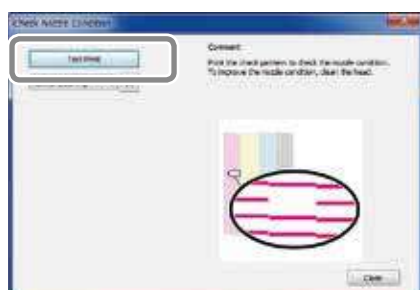 Check Nozzle Condition
Test Print
Comment:
Print the check pattern to check the nozzle condition.
To improve the nozzle condition, clean the head.
Close